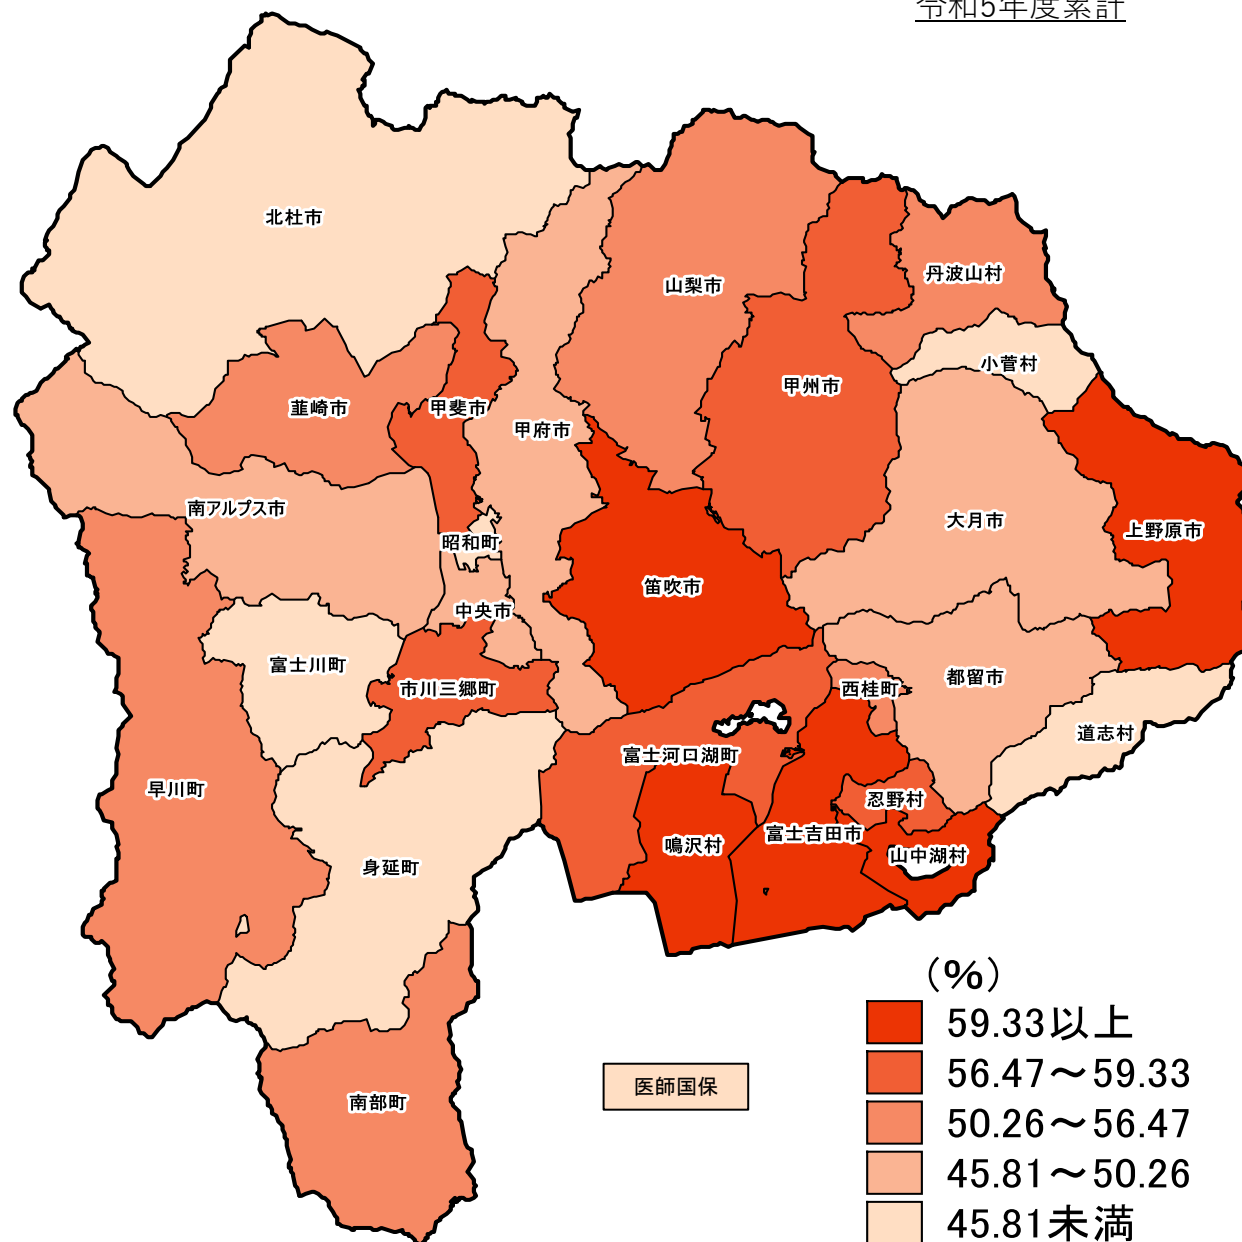 令和5年度累計
北杜市
丹波山村
山梨市
小菅村
甲州市
韮崎市
甲斐市
甲府市
南アルプス市
大月市
上野原市
昭和町
笛吹市
中央市
富士川町
都留市
市川三郷町
西桂町
道志村
富士河口湖町
早川町
忍野村
富士吉田市
鳴沢村
山中湖村
身延町
(%)
59.33以上
56.47～59.33
医師国保
南部町
50.26～56.47
45.81～50.26
45.81未満